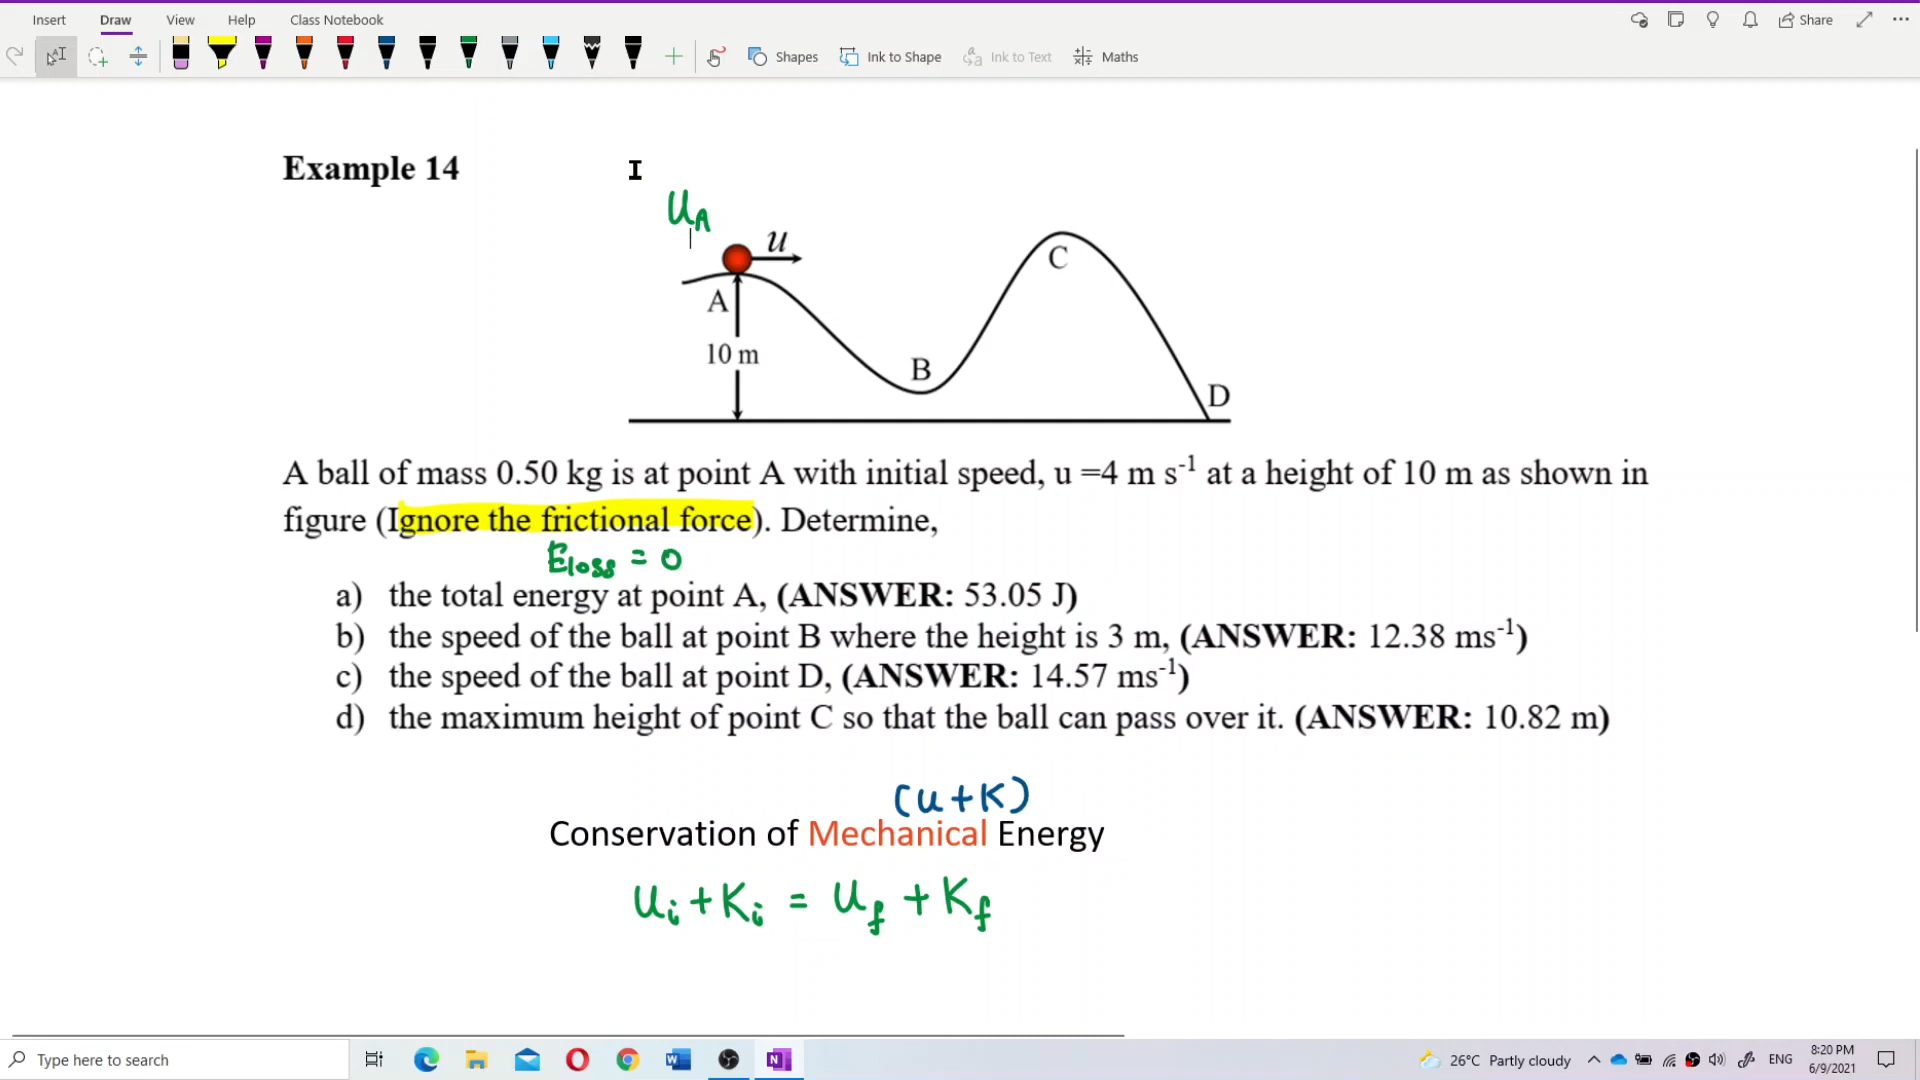 Insert Draw View Help Class Notebook Share
Shapes Ink to Shape Ink to Text Maths
Example 14
U_A
u
A
10 m
B
C
D
A ball of mass 0.50 kg is at point A with initial speed, u =4 m s⁻¹ at a height of 10 m as shown in
figure (Ignore the frictional force). Determine,
E_loss = 0
a) the total energy at point A, (ANSWER: 53.05 J)
b) the speed of the ball at point B where the height is 3 m, (ANSWER: 12.38 ms⁻¹)
c) the speed of the ball at point D, (ANSWER: 14.57 ms⁻¹)
d) the maximum height of point C so that the ball can pass over it. (ANSWER: 10.82 m)
(U+K)
Conservation of Mechanical Energy
U_i + K_i = U_f + K_f
Type here to search
26°C Partly cloudy ENG 8:20 PM
6/9/2021